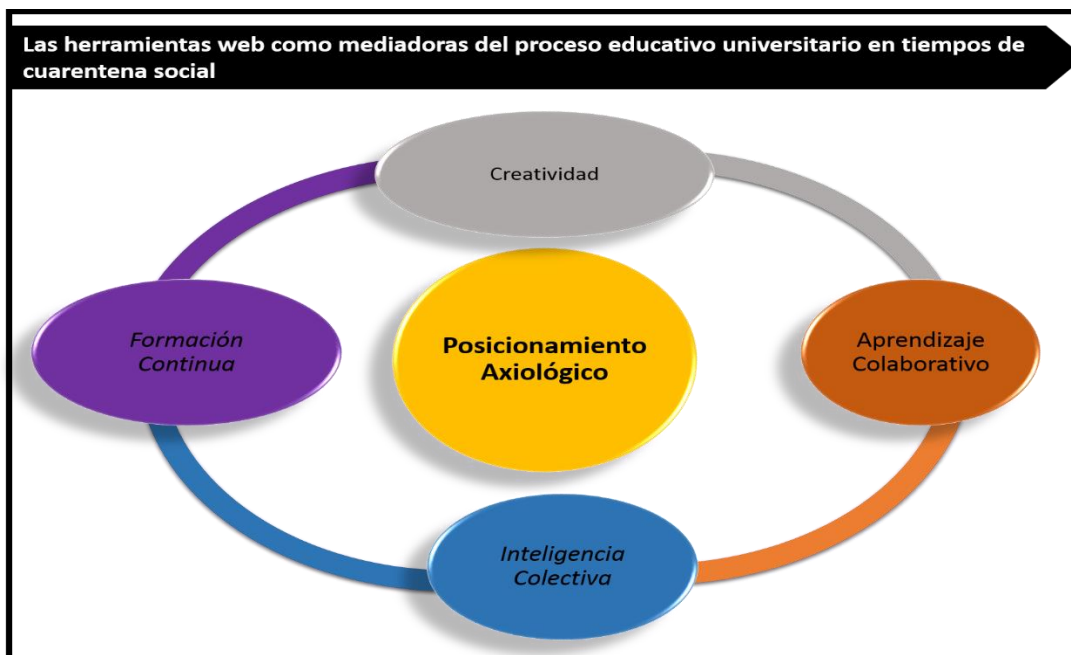 Las herramientas web como mediadoras del proceso educativo universitario en tiempos de
cuarentena social
Creatividad
Formación
Continua
Posicionamiento
Axiológico
Aprendizaje
Colaborativo
Inteligencia
Colectiva